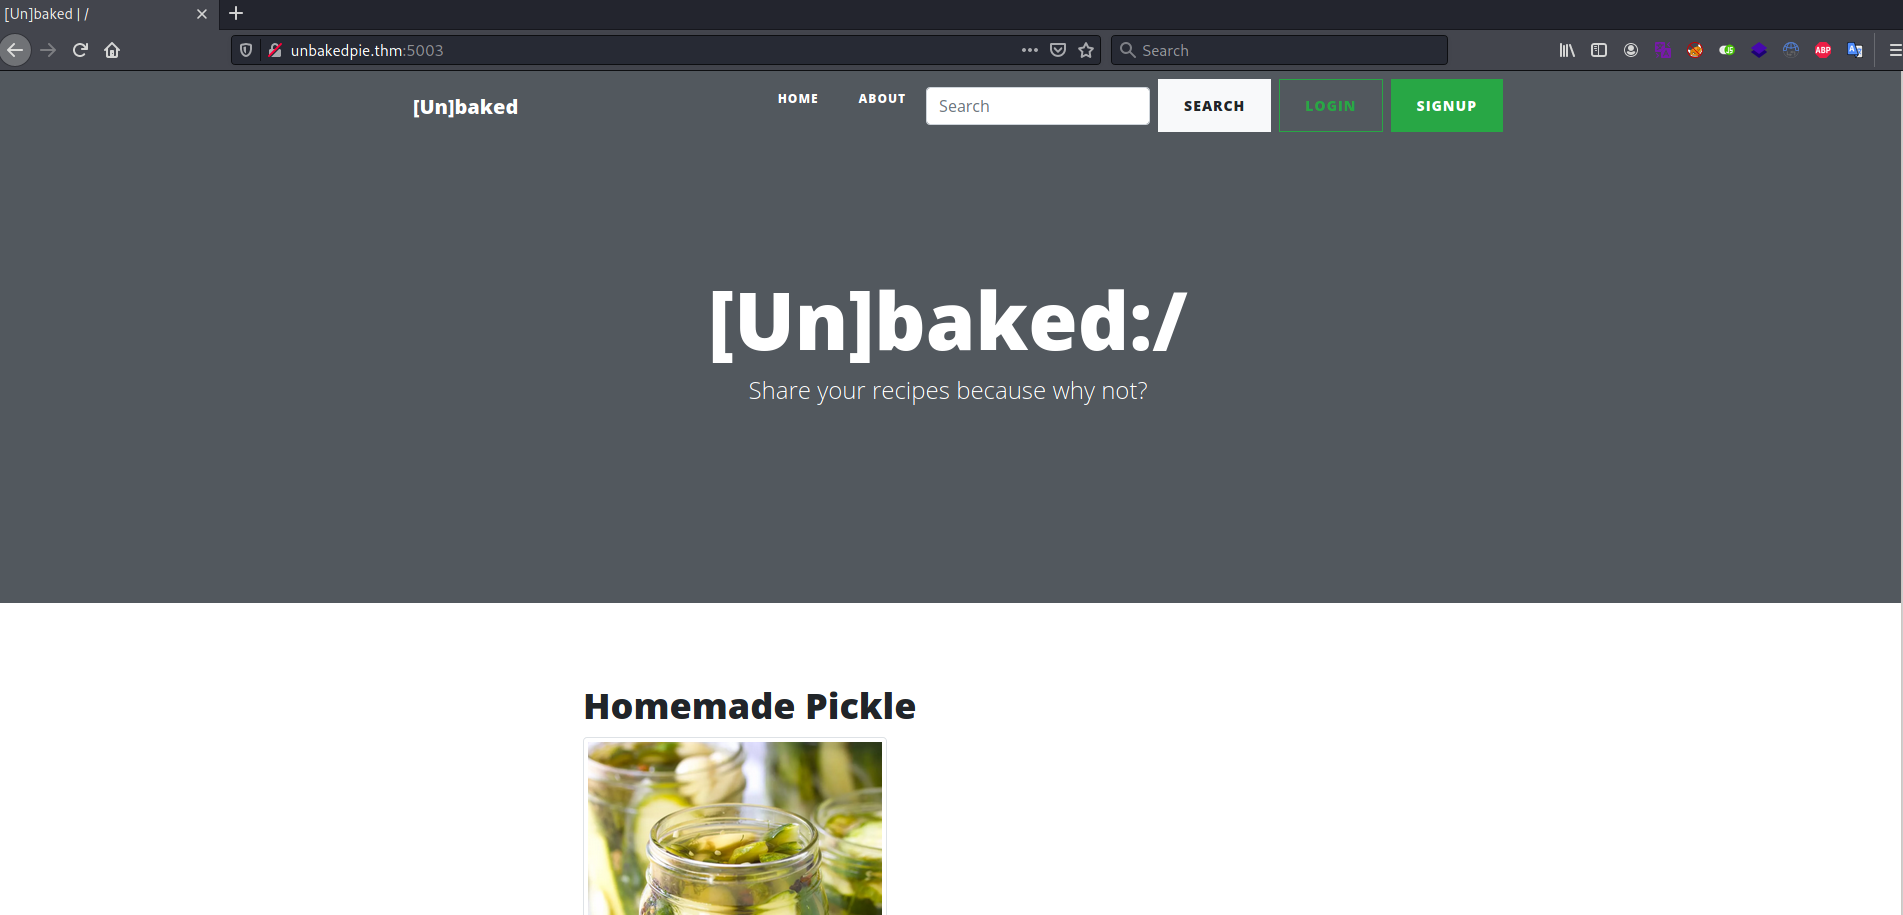 [Un]baked | /
unbakedpie.thm:5003
Search
[Un]baked
HOME
ABOUT
Search
SEARCH
LOGIN
SIGNUP
[Un]baked:/
Share your recipes because why not?
Homemade Pickle
JS
ABP